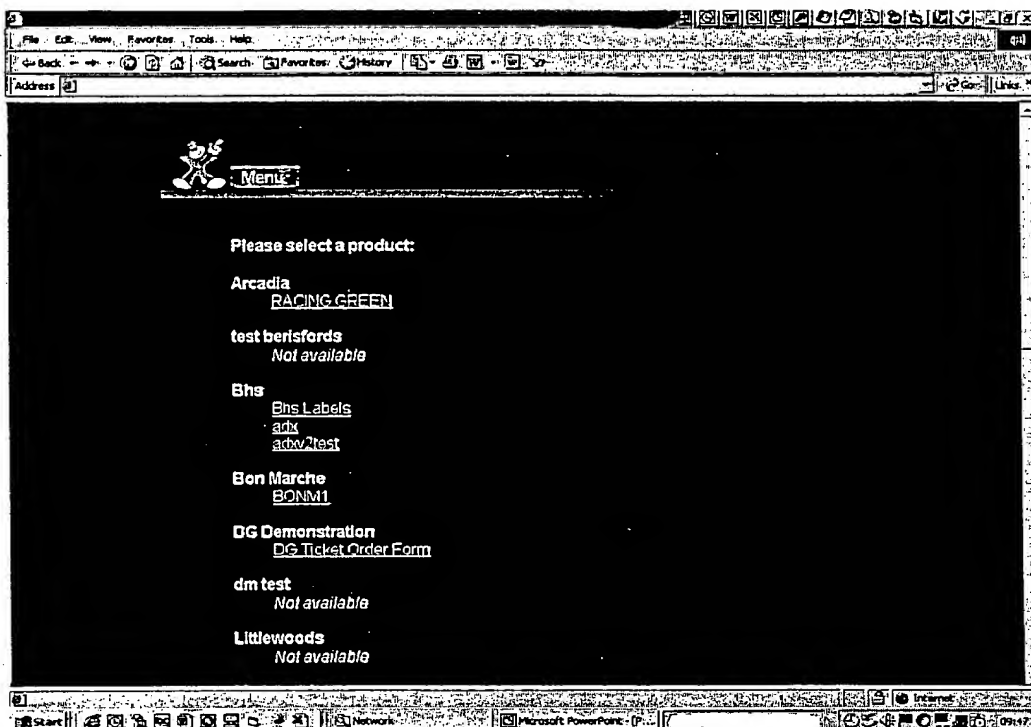 File Edit View Favorites Tools Help
Back Search Favorites History
Address Go Links
Menu
Please select a product:
Arcadia
RACING GREEN
test berisfords
Not available
Bhs
Bhs Labels
adx
adxv2test
Bon Marche
BONM1
DG Demonstration
DG Ticket Order Form
dm test
Not available
Littlewoods
Not available
Internet
Start Network Microsoft PowerPoint